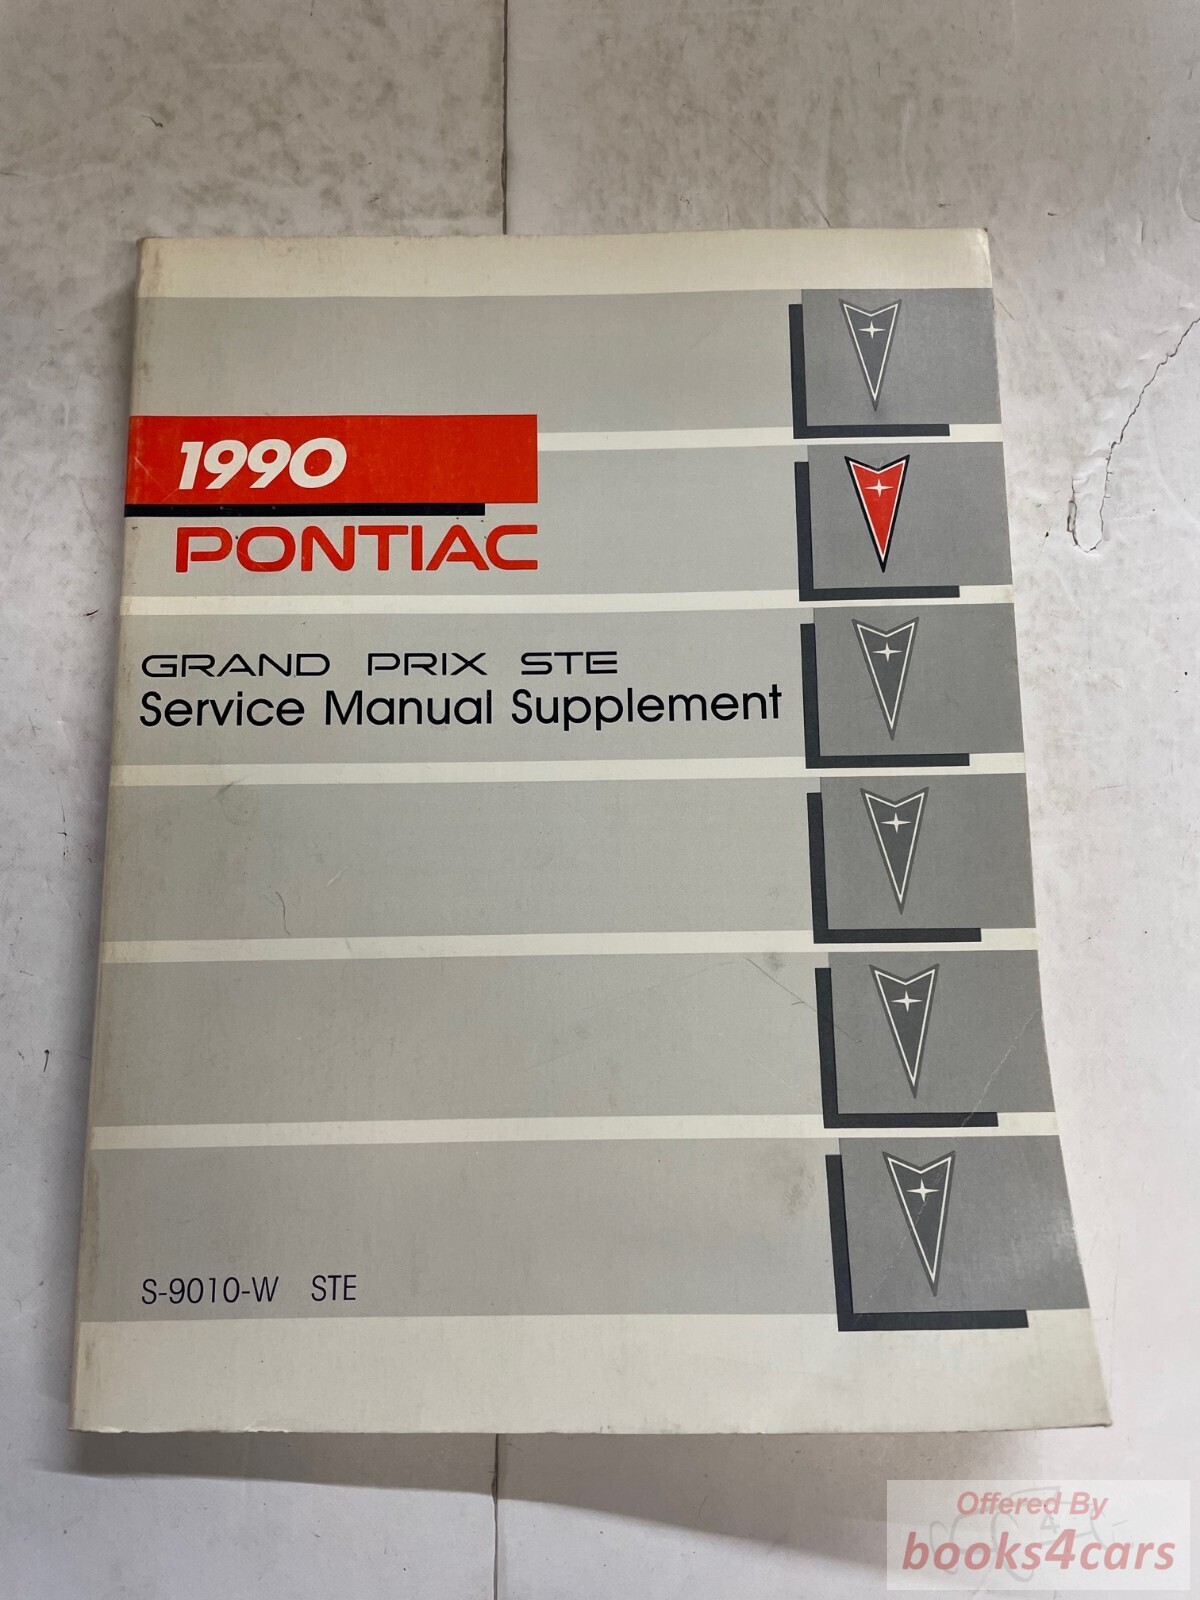 1990
PONTIAC
GRAND PRIX STE
Service Manual Supplement
S-9010-W STE
Offered By
books4cars